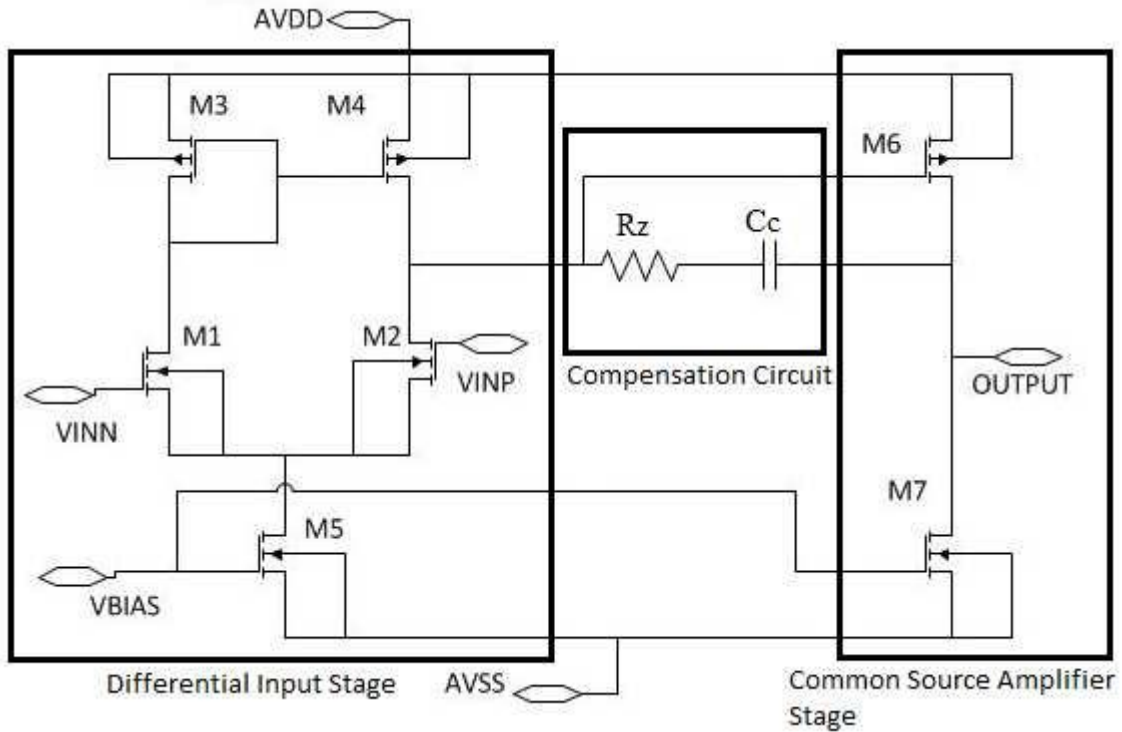 AVDD
M3
M4
M6
Rz
Cc
M1
M2
VINP
Compensation Circuit
OUTPUT
VINN
M7
M5
VBIAS
Differential Input Stage
AVSS
Common Source Amplifier
Stage